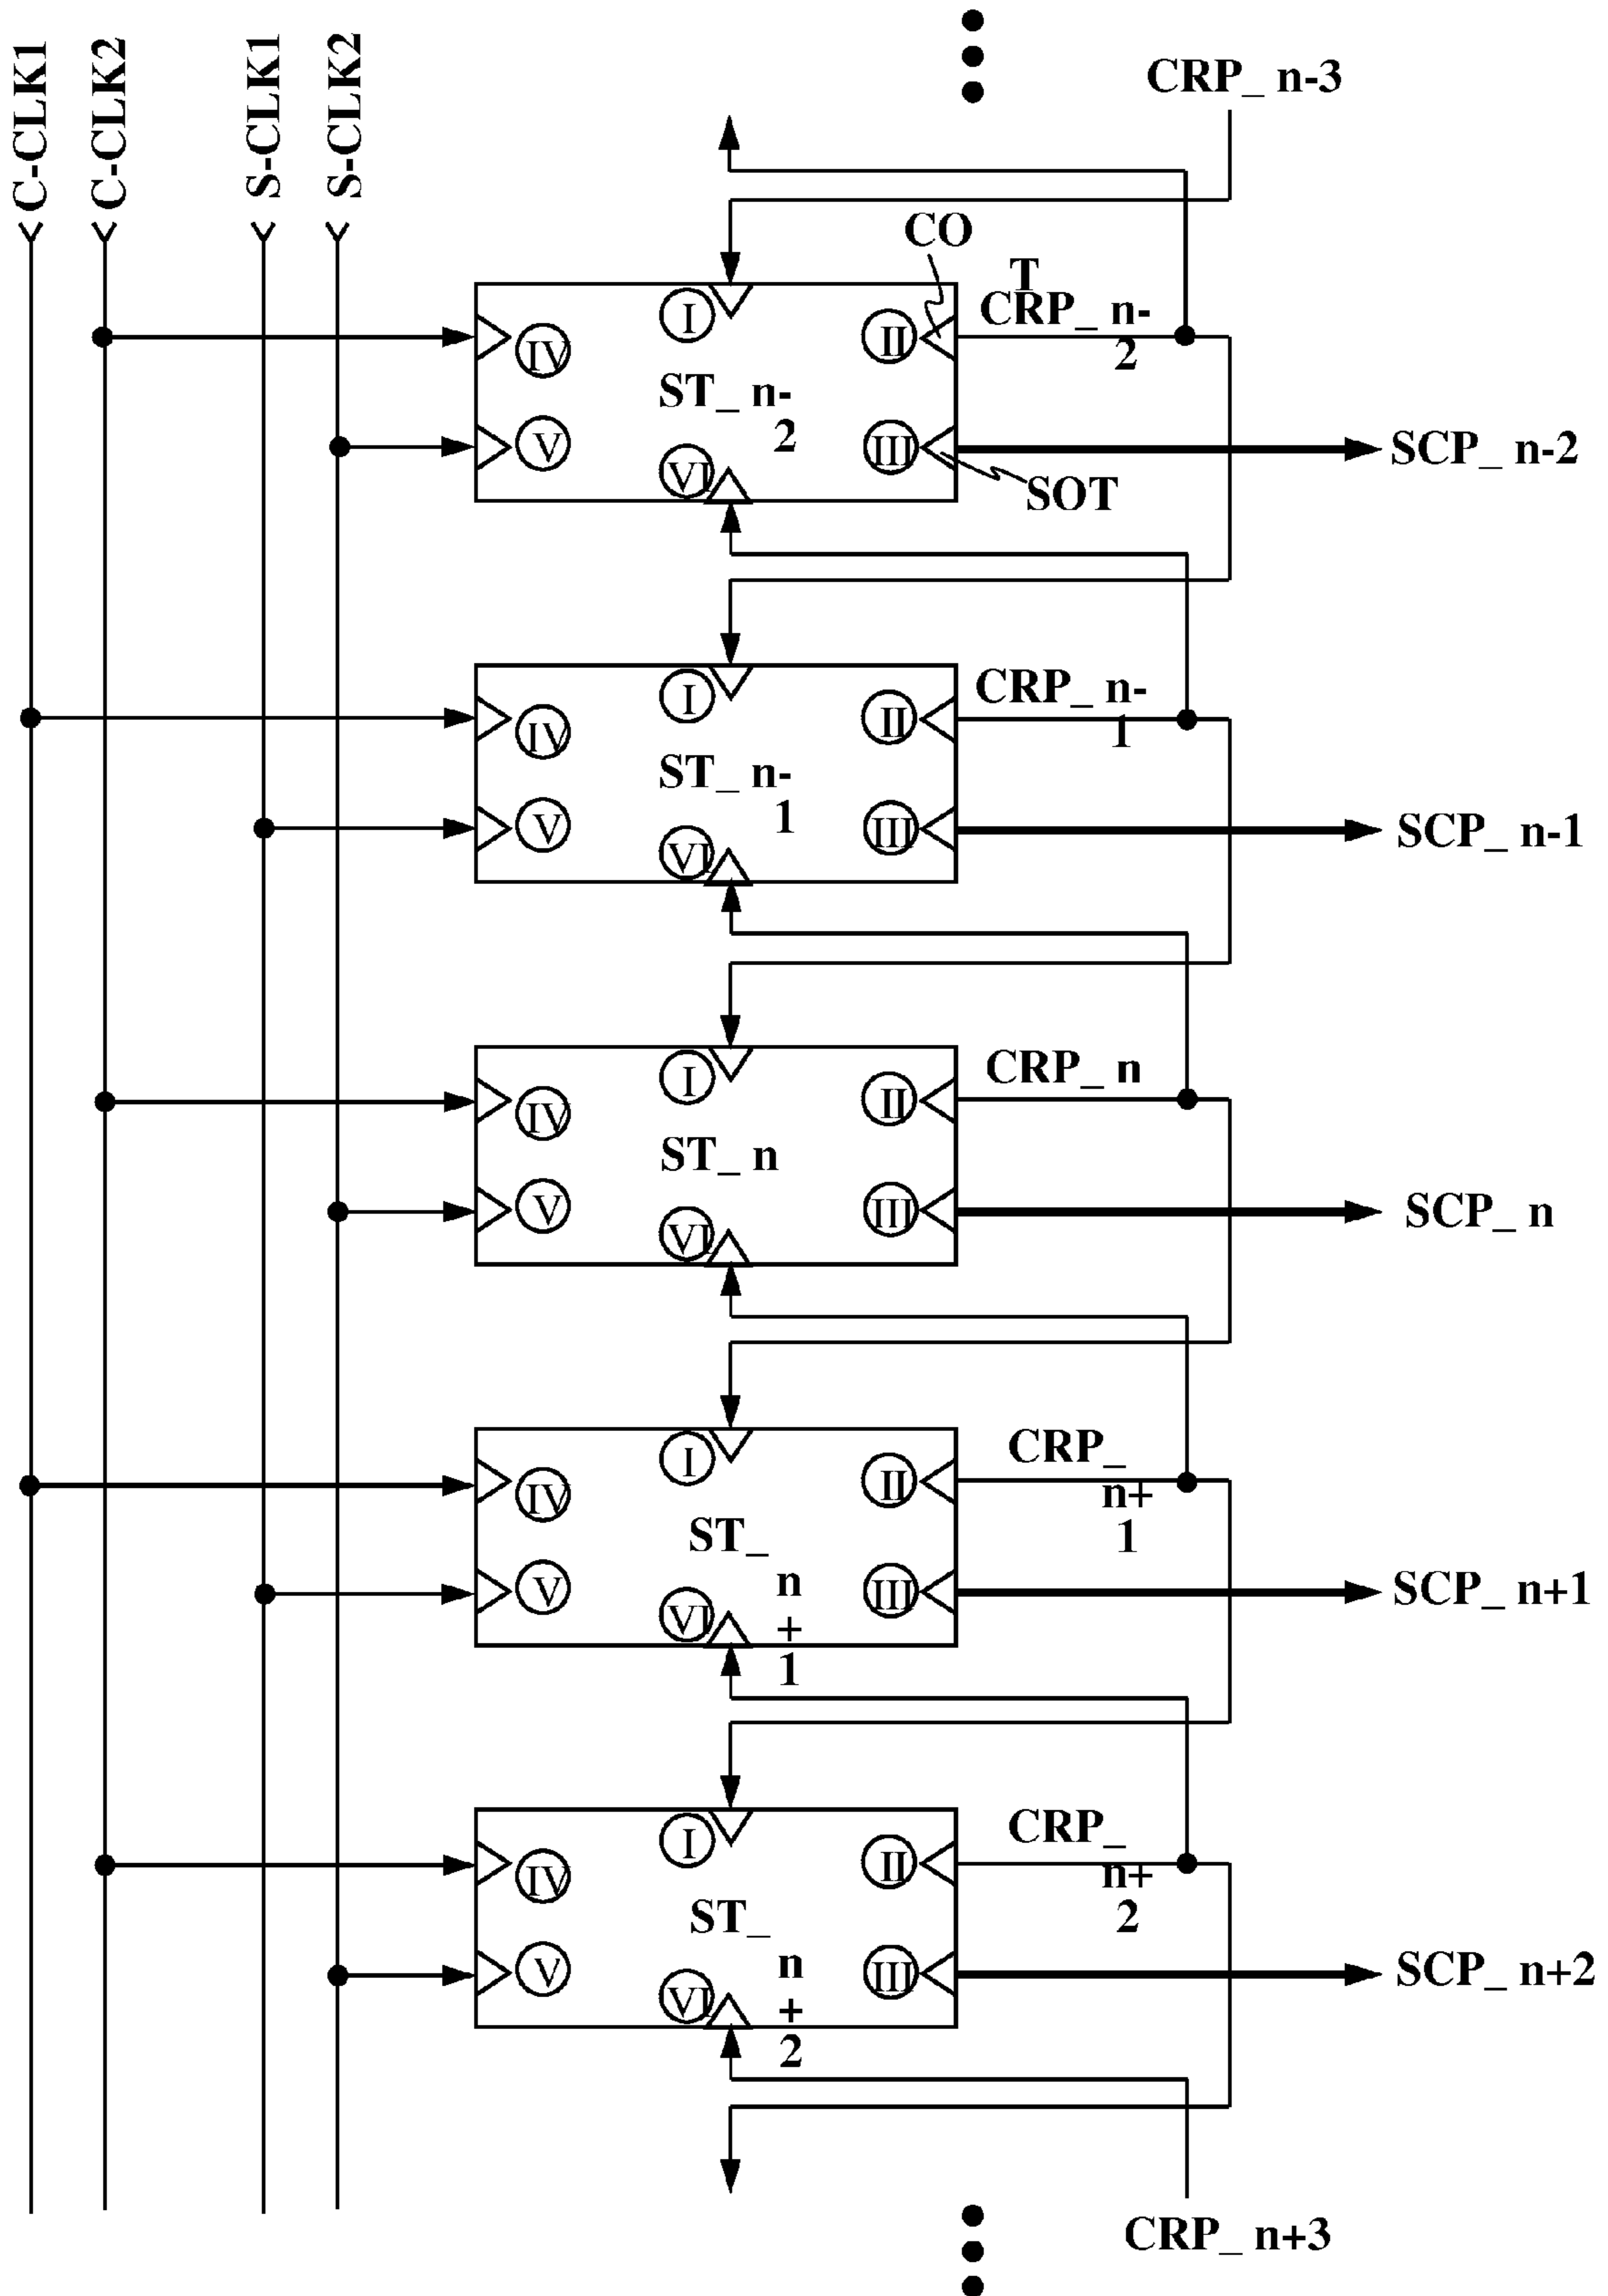 C-CLK1
C-CLK2
S-CLK1
S-CLK2
CRP_ n-3
CO
T
CRP_ n-
2
I
II
IV
ST_ n-
2
V
VI
III
SCP_ n-2
SOT
CRP_ n-
1
I
II
IV
ST_ n-
1
V
VI
III
SCP_ n-1
CRP_ n
I
II
IV
ST_ n
V
VI
III
SCP_ n
CRP_
n+
1
I
II
IV
ST_
n
+
1
V
VI
III
SCP_ n+1
CRP_
n+
2
I
II
IV
ST_
n
+
2
V
VI
III
SCP_ n+2
CRP_ n+3